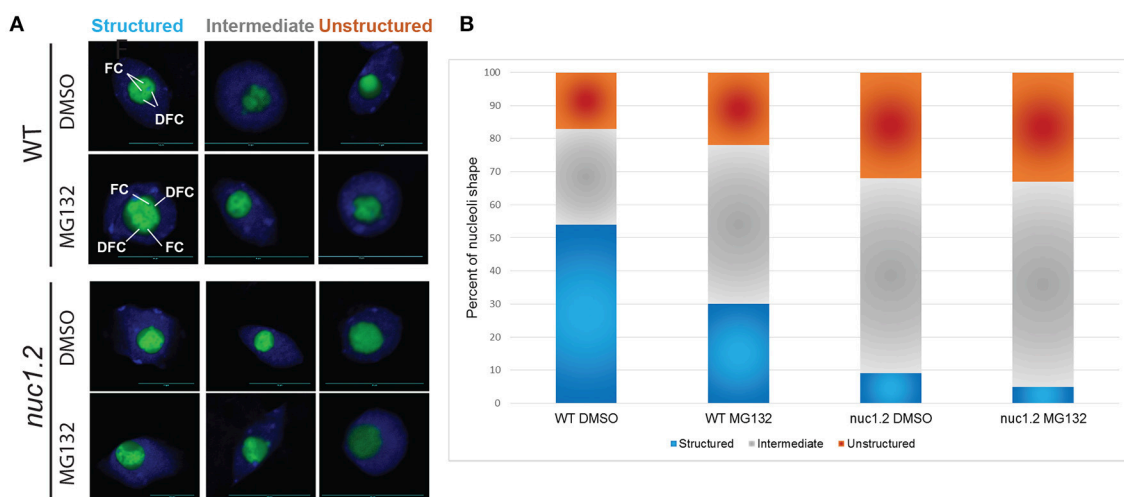 A
Structured Intermediate Unstructured
WT
DMSO
FC
DFC
MG132
FC
DFC
DFC
FC
nuc1.2
DMSO
MG132
B
Percent of nucleoli shape
100
90
80
70
60
50
40
30
20
10
0
WT DMSO WT MG132 nuc1.2 DMSO nuc1.2 MG132
Structured Intermediate Unstructured